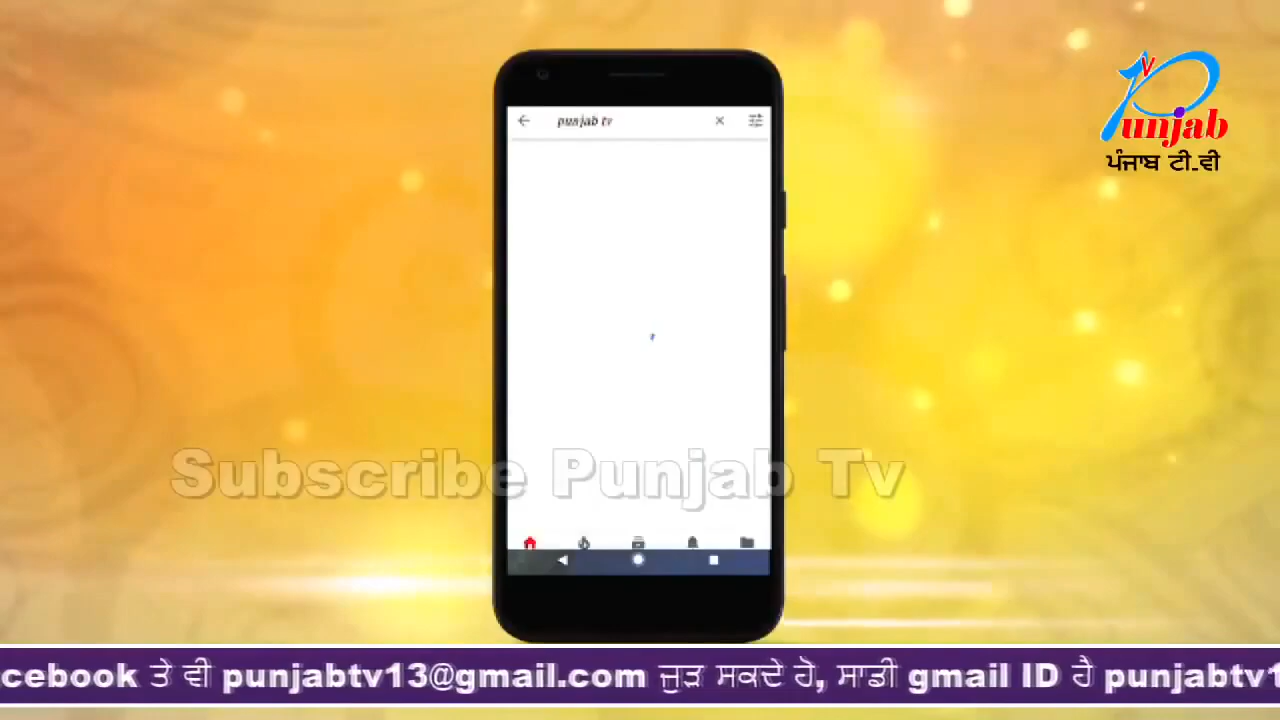 punjab tv
Punjab
ਪੰਜਾਬ ਟੀ.ਵੀ
Subscribe Punjab Tv
cebook ਤੇ ਵੀ punjabtv13@gmail.com ਜੁੜ ਸਕਦੇ ਹੋ, ਸਾਡੀ gmail ID ਹੈ punjabtv1